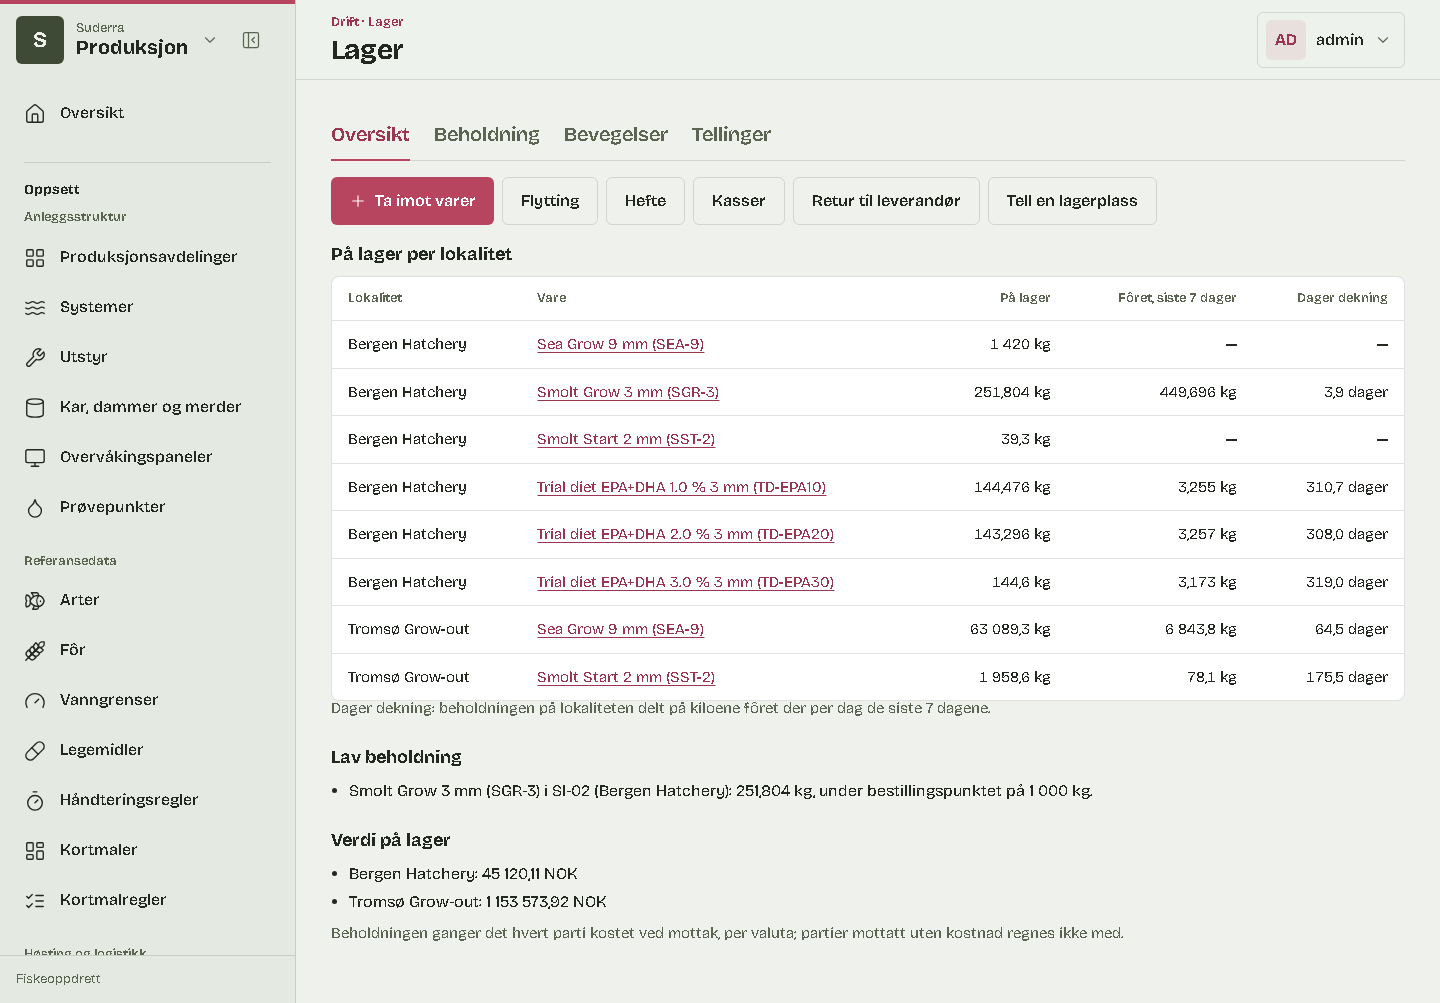 S
Suderra
Produksjon
Oversikt
Oppsett
Anleggsstruktur
Produksjonsavdelinger
Systemer
Utstyr
Kar, dammer og merder
Overvåkingspaneler
Prøvepunkter
Referansedata
Arter
Fôr
Vanngrenser
Legemidler
Håndteringsregler
Kortmaler
Kortmalregler
Høsting og logistikk
Fiskeoppdrett
Drift · Lager
Lager
AD admin
Oversikt Beholdning Bevegelser Tellinger
Ta imot varer Flytting Hefte Kasser Retur til leverandør Tell en lagerplass
På lager per lokalitet
Lokalitet Vare På lager Fôret, siste 7 dager Dager dekning
Bergen Hatchery Sea Grow 9 mm (SEA-9) 1 420 kg — —
Bergen Hatchery Smolt Grow 3 mm (SGR-3) 251,804 kg 449,696 kg 3,9 dager
Bergen Hatchery Smolt Start 2 mm (SST-2) 39,3 kg — —
Bergen Hatchery Trial diet EPA+DHA 1.0 % 3 mm (TD-EPA10) 144,476 kg 3,255 kg 310,7 dager
Bergen Hatchery Trial diet EPA+DHA 2.0 % 3 mm (TD-EPA20) 143,296 kg 3,257 kg 308,0 dager
Bergen Hatchery Trial diet EPA+DHA 3.0 % 3 mm (TD-EPA30) 144,6 kg 3,173 kg 319,0 dager
Tromsø Grow-out Sea Grow 9 mm (SEA-9) 63 089,3 kg 6 843,8 kg 64,5 dager
Tromsø Grow-out Smolt Start 2 mm (SST-2) 1 958,6 kg 78,1 kg 175,5 dager
Dager dekning: beholdningen på lokaliteten delt på kiloene fôret der per dag de siste 7 dagene.
Lav beholdning
• Smolt Grow 3 mm (SGR-3) i SI-02 (Bergen Hatchery): 251,804 kg, under bestillingspunktet på 1 000 kg.
Verdi på lager
• Bergen Hatchery: 45 120,11 NOK
• Tromsø Grow-out: 1 153 573,92 NOK
Beholdningen ganger det hvert parti kostet ved mottak, per valuta; partier mottatt uten kostnad regnes ikke med.